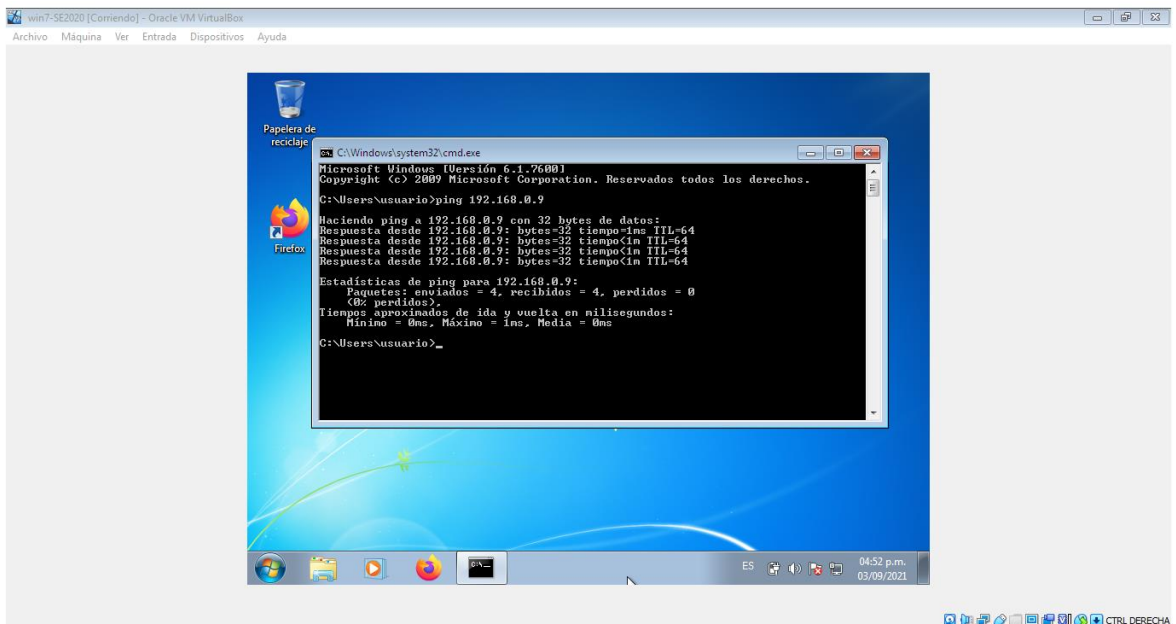 win7-SE2020 [Corriendo] - Oracle VM VirtualBox
Archivo Máquina Ver Entrada Dispositivos Ayuda
Papelera de
reciclaje
Firefox
C:\Windows\system32\cmd.exe
Microsoft Windows [Versión 6.1.7600]
Copyright (c) 2009 Microsoft Corporation. Reservados todos los derechos.
C:\Users\usuario>ping 192.168.0.9
Haciendo ping a 192.168.0.9 con 32 bytes de datos:
Respuesta desde 192.168.0.9: bytes=32 tiempo=1ms TTL=64
Respuesta desde 192.168.0.9: bytes=32 tiempo<1m TTL=64
Respuesta desde 192.168.0.9: bytes=32 tiempo<1m TTL=64
Respuesta desde 192.168.0.9: bytes=32 tiempo<1m TTL=64
Estadísticas de ping para 192.168.0.9:
Paquetes: enviados = 4, recibidos = 4, perdidos = 0
(0% perdidos),
Tiempos aproximados de ida y vuelta en milisegundos:
Mínimo = 0ms, Máximo = 1ms, Media = 0ms
C:\Users\usuario>_
ES
04:52 p.m.
03/09/2021
CTRL DERECHA